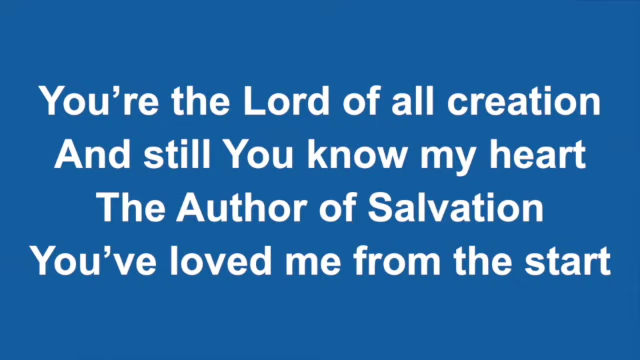 You’re the Lord of all creation
And still You know my heart
The Author of Salvation
You’ve loved me from the start